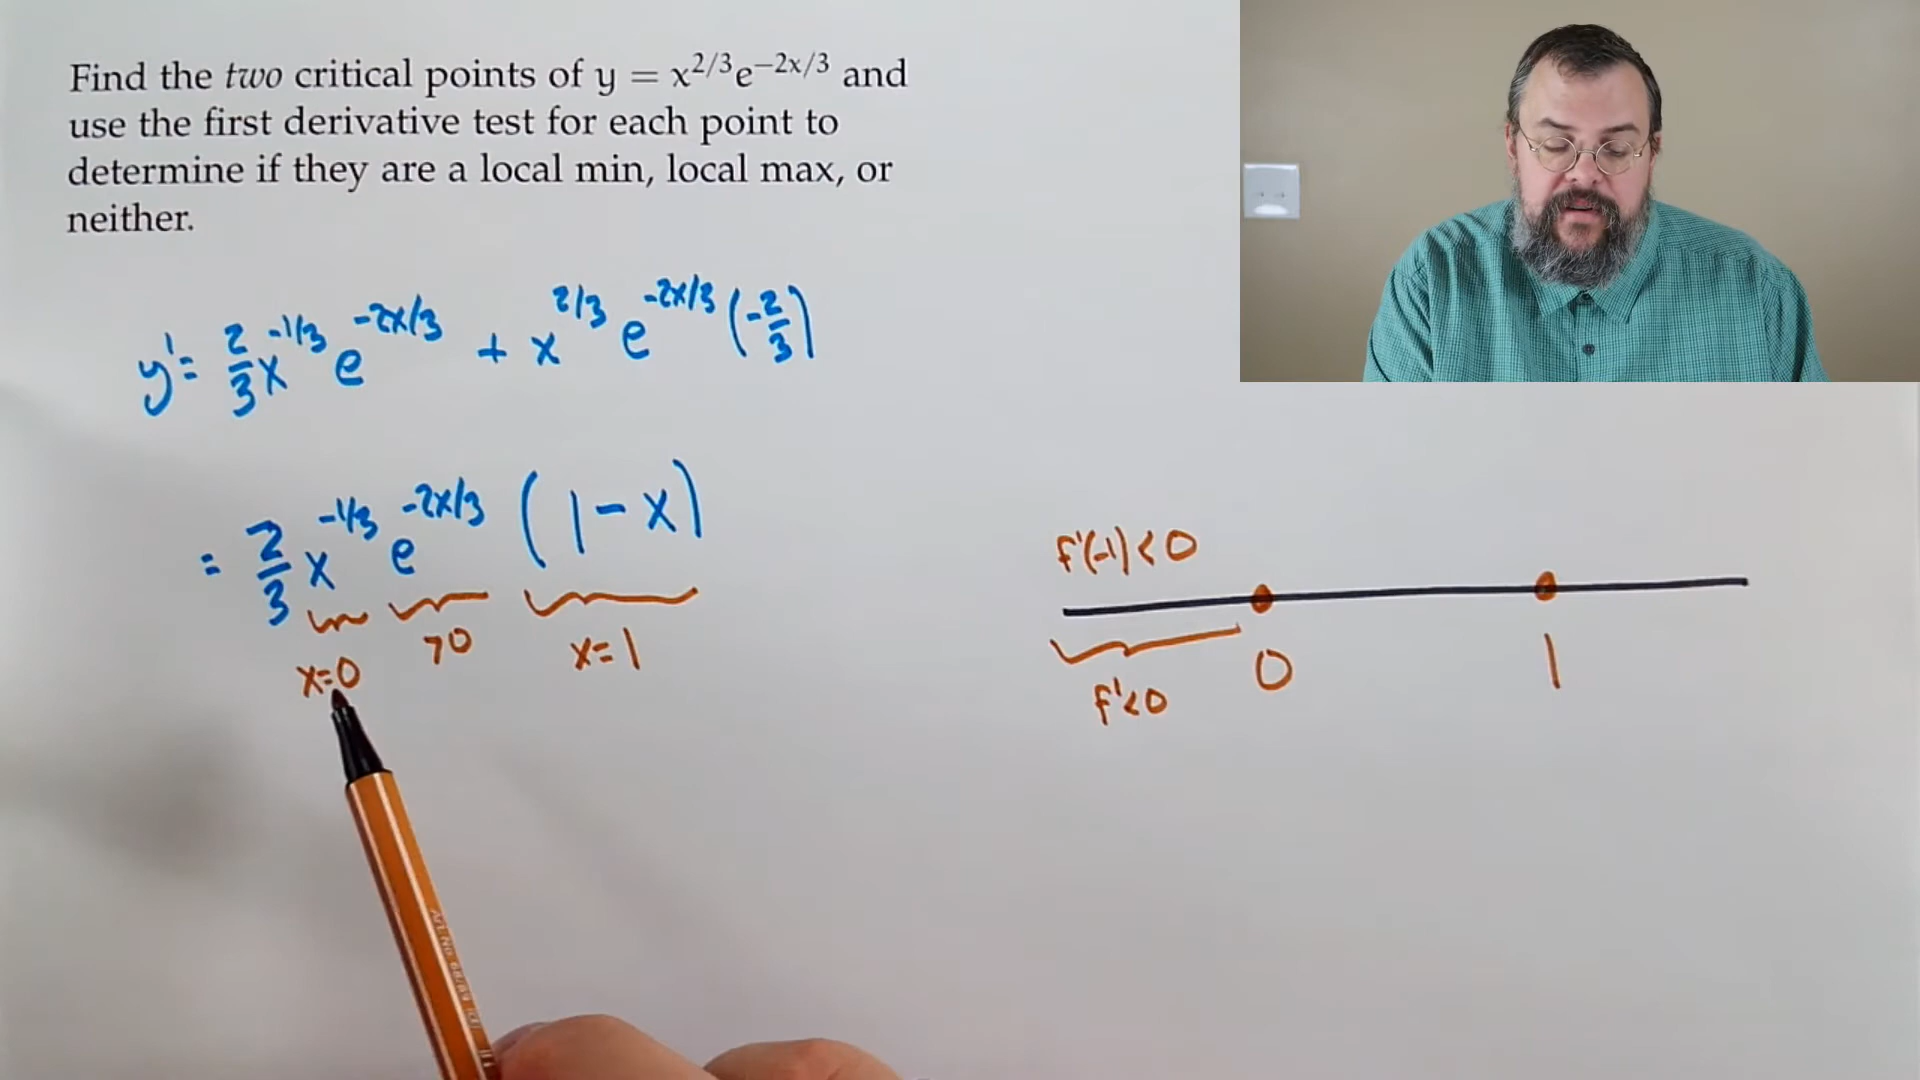 Find the two critical points of y = x^{2/3}e^{−2x/3} and
use the first derivative test for each point to
determine if they are a local min, local max, or
neither.
y' = \frac{2}{3} x^{-1/3} e^{-2x/3} + x^{2/3} e^{-2x/3} (-\frac{2}{3})
= \frac{2}{3} x^{-1/3} e^{-2x/3} (1 - x)
x=0
>0
x=1
f'(-1) < 0
f' < 0
0
1